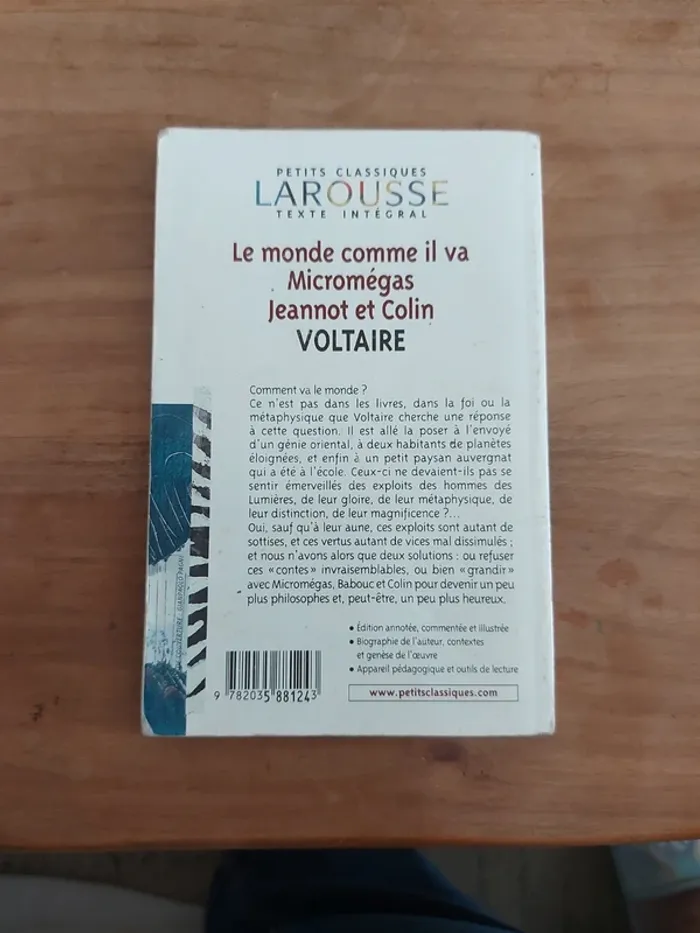 PETITS CLASSIQUES
LAROUSSE
TEXTE INTÉGRAL
Le monde comme il va
Micromégas
Jeannot et Colin
VOLTAIRE
Comment va le monde ?
Ce n'est pas dans les livres, dans la foi ou la
métaphysique que Voltaire cherche une réponse
à cette question. Il est allé la poser à l'envoyé
d'un génie oriental, à deux habitants de planètes
éloignées, et enfin à un petit paysan auvergnat
qui a été à l'école. Ceux-ci ne devaient-ils pas se
sentir émerveillés des exploits des hommes des
Lumières, de leur gloire, de leur métaphysique, de
leur distinction, de leur magnificence ?...
Oui, sauf qu'à leur aune, ces exploits sont autant de
sottises, et ces vertus autant de vices mal dissimulés ;
et nous n'avons alors que deux solutions : ou refuser
ces « contes » invraisemblables, ou bien « grandir »
avec Micromégas, Babouc et Colin pour devenir un peu
plus philosophes et, peut-être, un peu plus heureux.
• Édition annotée, commentée et illustrée
• Biographie de l'auteur, contextes
et genèse de l'œuvre
• Appareil pédagogique et outils de lecture
www.petitsclassiques.com
9 782035 881243
COUVERTURE : GIANPAOLO PAGNI